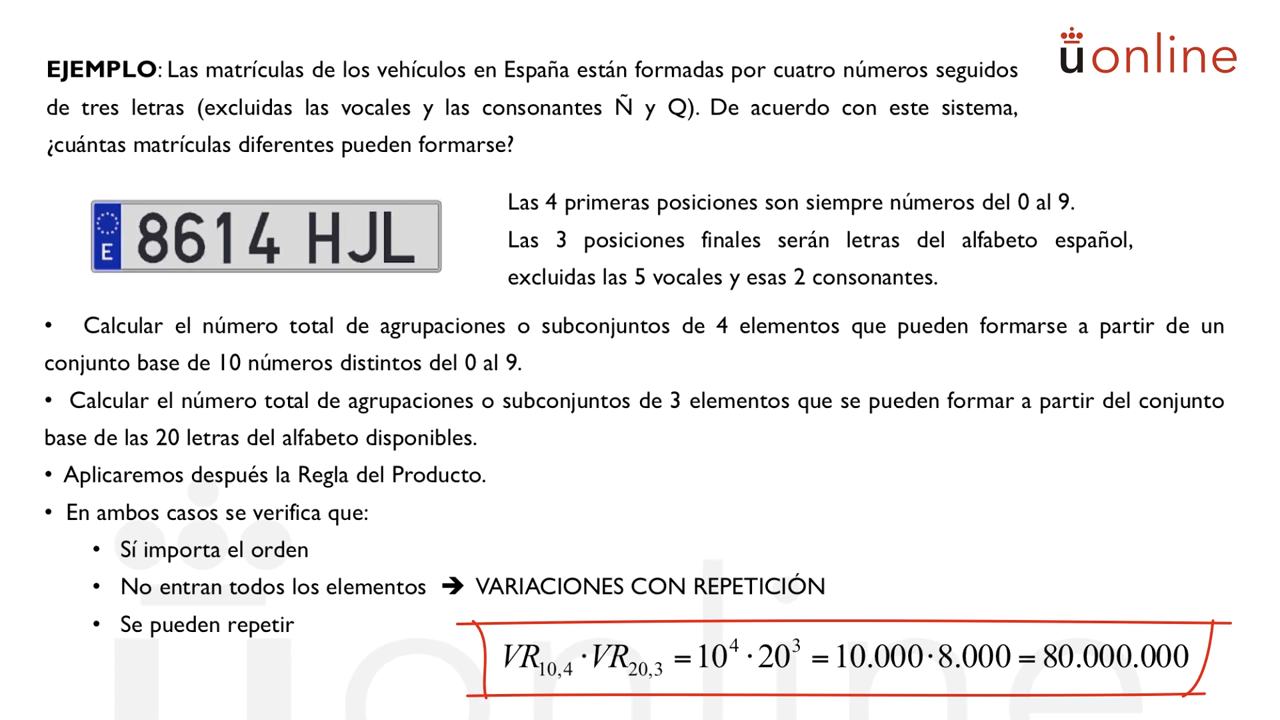 üonline
EJEMPLO: Las matrículas de los vehículos en España están formadas por cuatro números seguidos
de tres letras (excluidas las vocales y las consonantes Ñ y Q). De acuerdo con este sistema,
¿cuántas matrículas diferentes pueden formarse?
E 8614 HJL
Las 4 primeras posiciones son siempre números del 0 al 9.
Las 3 posiciones finales serán letras del alfabeto español,
excluidas las 5 vocales y esas 2 consonantes.
• Calcular el número total de agrupaciones o subconjuntos de 4 elementos que pueden formarse a partir de un
conjunto base de 10 números distintos del 0 al 9.
• Calcular el número total de agrupaciones o subconjuntos de 3 elementos que se pueden formar a partir del conjunto
base de las 20 letras del alfabeto disponibles.
• Aplicaremos después la Regla del Producto.
• En ambos casos se verifica que:
• Sí importa el orden
• No entran todos los elementos ➔ VARIACIONES CON REPETICIÓN
• Se pueden repetir
VR₁₀,₄ · VR₂₀,₃ = 10⁴ · 20³ = 10.000 · 8.000 = 80.000.000
üonline